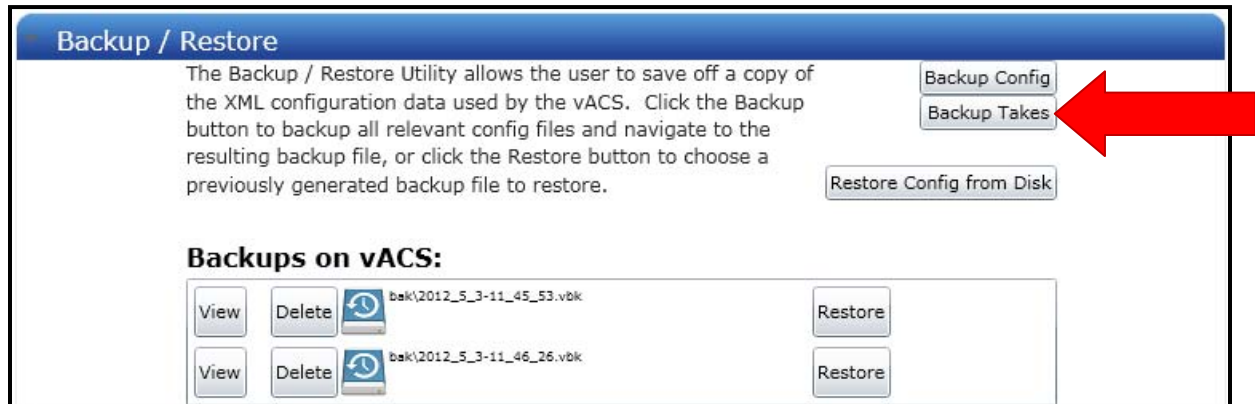 Backup / Restore
The Backup / Restore Utility allows the user to save off a copy of
the XML configuration data used by the vACS. Click the Backup
button to backup all relevant config files and navigate to the
resulting backup file, or click the Restore button to choose a
previously generated backup file to restore.
Backup Config
Backup Takes
Restore Config from Disk
Backups on vACS:
View Delete bak\2012_5_3-11_45_53.vbk Restore
View Delete bak\2012_5_3-11_46_26.vbk Restore